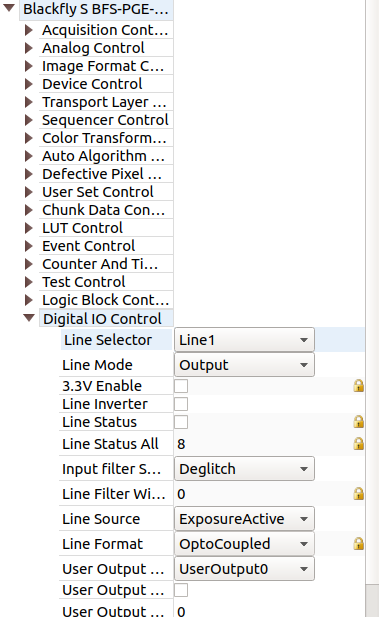 Blackfly S BFS-PGE-...
Acquisition Cont...
Analog Control
Image Format C...
Device Control
Transport Layer ...
Sequencer Control
Color Transform...
Auto Algorithm ...
Defective Pixel ...
User Set Control
Chunk Data Con...
LUT Control
Event Control
Counter And Ti...
Test Control
Logic Block Cont...
Digital IO Control
Line Selector Line1
Line Mode Output
3.3V Enable
Line Inverter
Line Status
Line Status All 8
Input filter S... Deglitch
Line Filter Wi... 0
Line Source ExposureActive
Line Format OptoCoupled
User Output ... UserOutput0
User Output ...
User Output ... 0